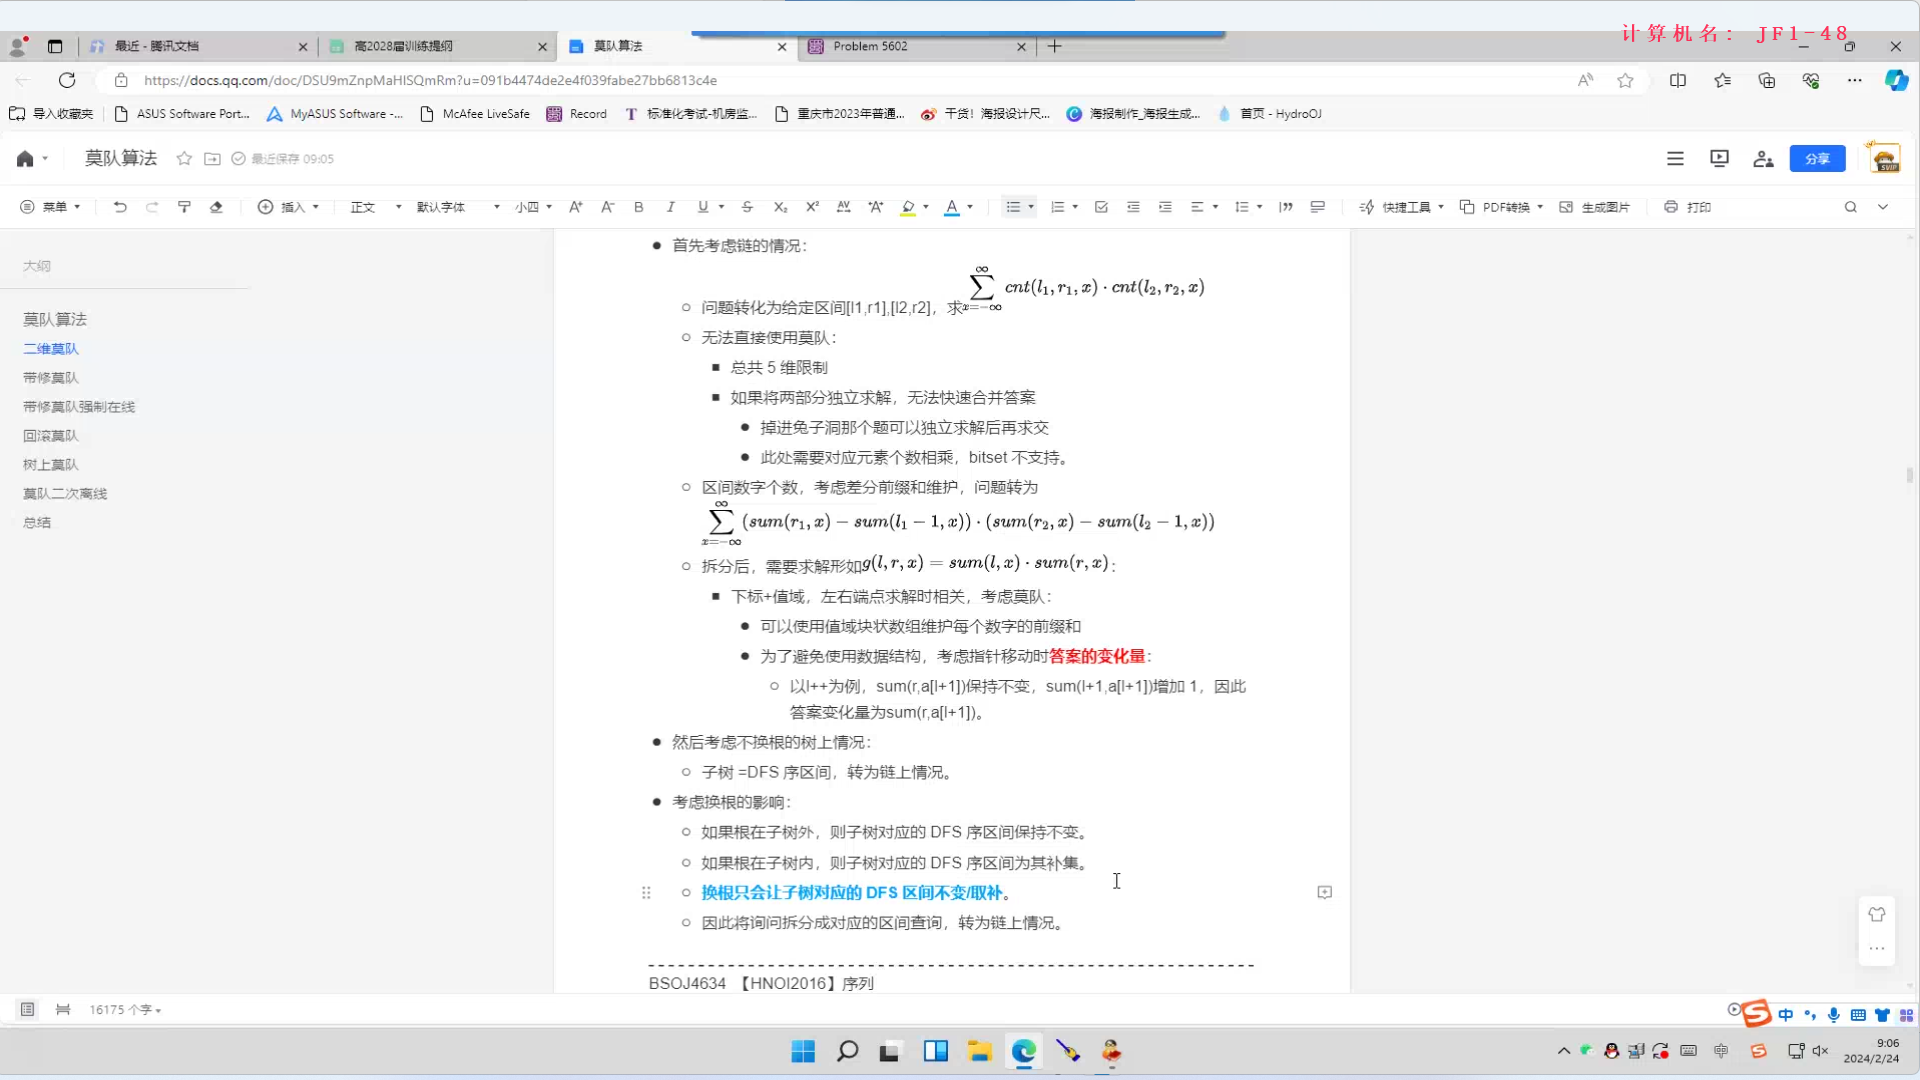 计算机名： JF1-48
最近 - 腾讯文档
高2028届训练提纲
莫队算法
Problem 5602
https://docs.qq.com/doc/DSU9mZnpMaHlSQmRm?u=091b4474de2e4f039fabe27bb6813c4e
导入收藏夹
ASUS Software Port...
MyASUS Software -...
McAfee LiveSafe
Record
标准化考试-机房监...
重庆市2023年普通...
干货！海报设计尺...
海报制作_海报生成...
首页 - HydroOJ
莫队算法
最近保存 09:05
分享
菜单
插入
正文
默认字体
小四
快捷工具
PDF转换
生成图片
打印
大纲
莫队算法
二维莫队
带修莫队
带修莫队强制在线
回滚莫队
树上莫队
莫队二次离线
总结
● 首先考虑链的情况：
○ 问题转化为给定区间[l1,r1],[l2,r2]，求 \sum_{x=-∞}^{∞} cnt(l₁, r₁, x) · cnt(l₂, r₂, x)
○ 无法直接使用莫队：
■ 总共 5 维限制
■ 如果将两部分独立求解，无法快速合并答案
● 掉进兔子洞那个题可以独立求解后再求交
● 此处需要对应元素个数相乘，bitset 不支持。
○ 区间数字个数，考虑差分前缀和维护，问题转为
\sum_{x=-∞}^{∞} (sum(r₁, x) − sum(l₁ − 1, x)) · (sum(r₂, x) − sum(l₂ − 1, x))
○ 拆分后，需要求解形如g(l, r, x) = sum(l, x) · sum(r, x)：
■ 下标+值域，左右端点求解时相关，考虑莫队：
● 可以使用值域块状数组维护每个数字的前缀和
● 为了避免使用数据结构，考虑指针移动时答案的变化量：
○ 以l++为例，sum(r,a[l+1])保持不变，sum(l+1,a[l+1])增加 1，因此
答案变化量为sum(r,a[l+1])。
● 然后考虑不换根的树上情况：
○ 子树 =DFS 序区间，转为链上情况。
● 考虑换根的影响：
○ 如果根在子树外，则子树对应的 DFS 序区间保持不变。
○ 如果根在子树内，则子树对应的 DFS 序区间为其补集。
○ 换根只会让子树对应的 DFS 区间不变/取补。
○ 因此将询问拆分成对应的区间查询，转为链上情况。
BSOJ4634 【HNOI2016】序列
16175 个字
中
9:06
2024/2/24